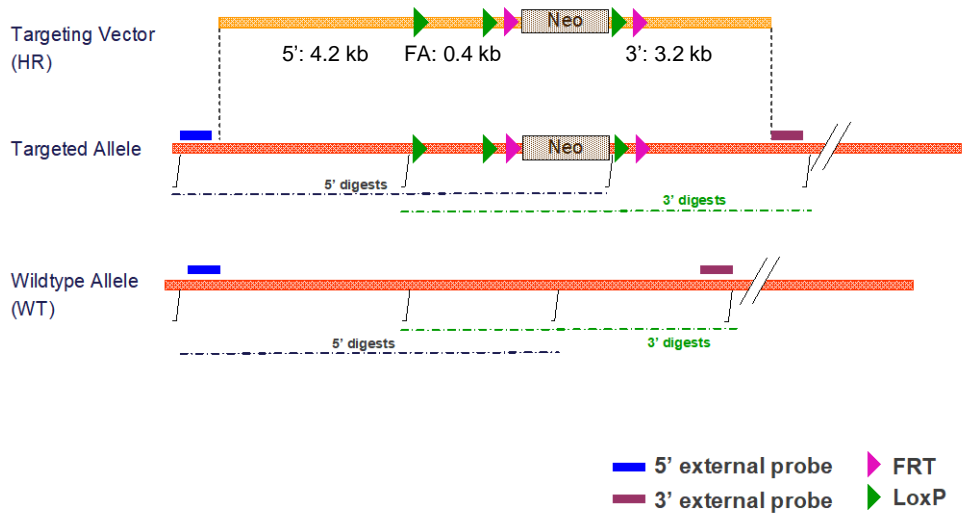 Targeting Vector
(HR)
Neo
5’: 4.2 kb FA: 0.4 kb 3’: 3.2 kb
Targeted Allele
Neo
5’ digests
3’ digests
Wildtype Allele
(WT)
5’ digests
3’ digests
5’ external probe FRT
3’ external probe LoxP